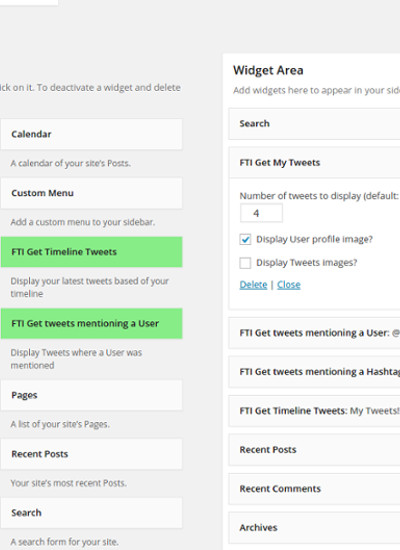 ick on it. To deactivate a widget and delete
Calendar
A calendar of your site's Posts.
Custom Menu
Add a custom menu to your sidebar.
FTI Get Timeline Tweets
Display your latest tweets based of your
timeline
FTI Get tweets mentioning a User
Display Tweets where a User was
mentioned
Pages
A list of your site's Pages.
Recent Posts
Your site's most recent Posts.
Search
A search form for your site.
Widget Area
Add widgets here to appear in your side
Search
FTI Get My Tweets
Number of tweets to display (default:
4
Display User profile image?
Display Tweets images?
Delete | Close
FTI Get tweets mentioning a User: @
FTI Get tweets mentioning a Hashtag
FTI Get Timeline Tweets: My Tweets!
Recent Posts
Recent Comments
Archives